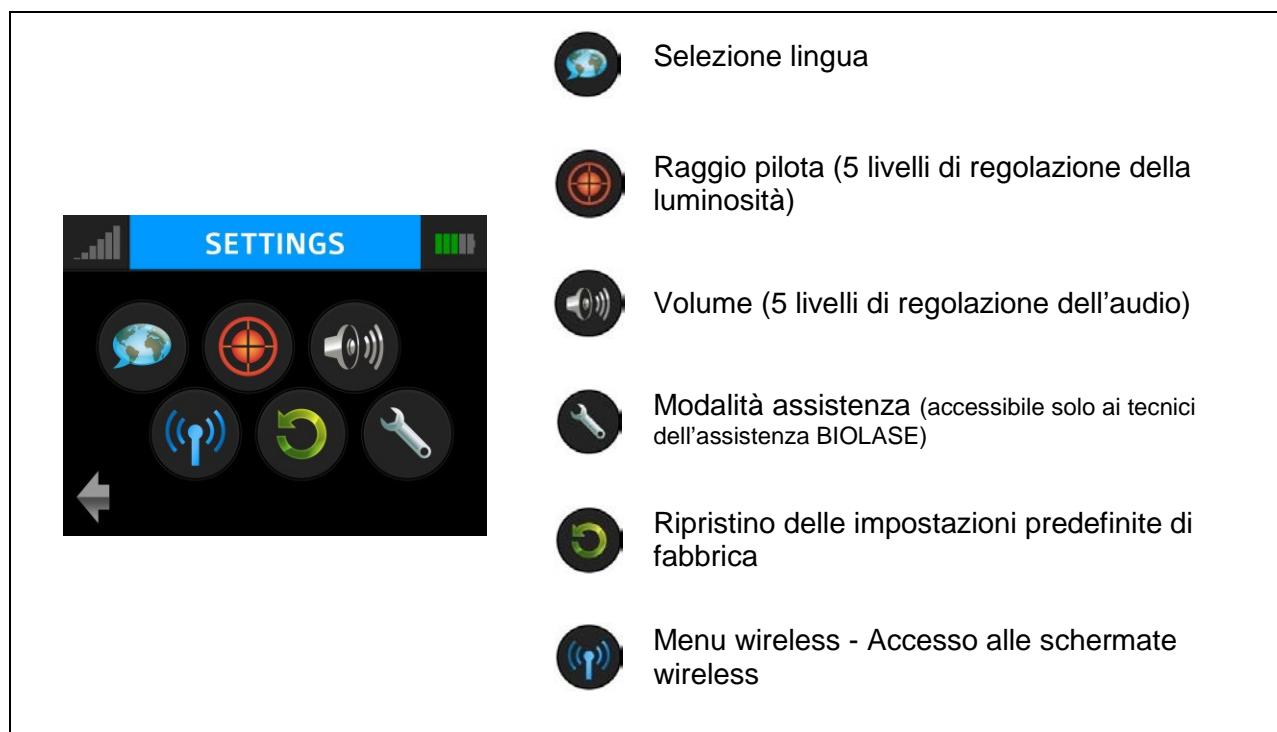 SETTINGS
Selezione lingua
Raggio pilota (5 livelli di regolazione della
luminosità)
Volume (5 livelli di regolazione dell’audio)
Modalità assistenza (accessibile solo ai tecnici
dell’assistenza BIOLASE)
Ripristino delle impostazioni predefinite di
fabbrica
Menu wireless - Accesso alle schermate
wireless